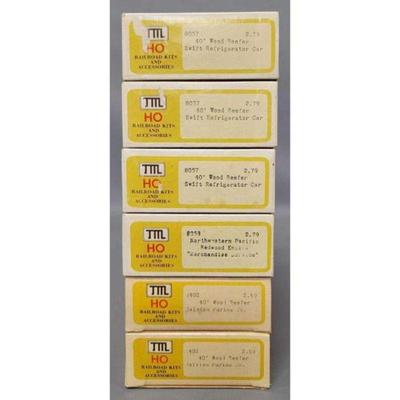 TM
HO
RAILROAD KITS
AND
ACCESSORIES
8057 2.79
40' Wood Reefer
Swift Refrigerator Car
TM
HO
RAILROAD KITS
AND
ACCESSORIES
8057 2.79
40' Wood Reefer
Swift Refrigerator Car
TM
HO
RAILROAD KITS
AND
ACCESSORIES
8057 2.79
40' Wood Reefer
Swift Refrigerator Car
TM
HO
RAILROAD KITS
AND
ACCESSORIES
2.79
Northwestern Pacific
Redwood
"Merchandise
TM
HO
RAILROAD KITS
AND
ACCESSORIES
40' Wood Reefer
TM
HO
RAILROAD KITS
AND
ACCESSORIES
40' Wood Reefer